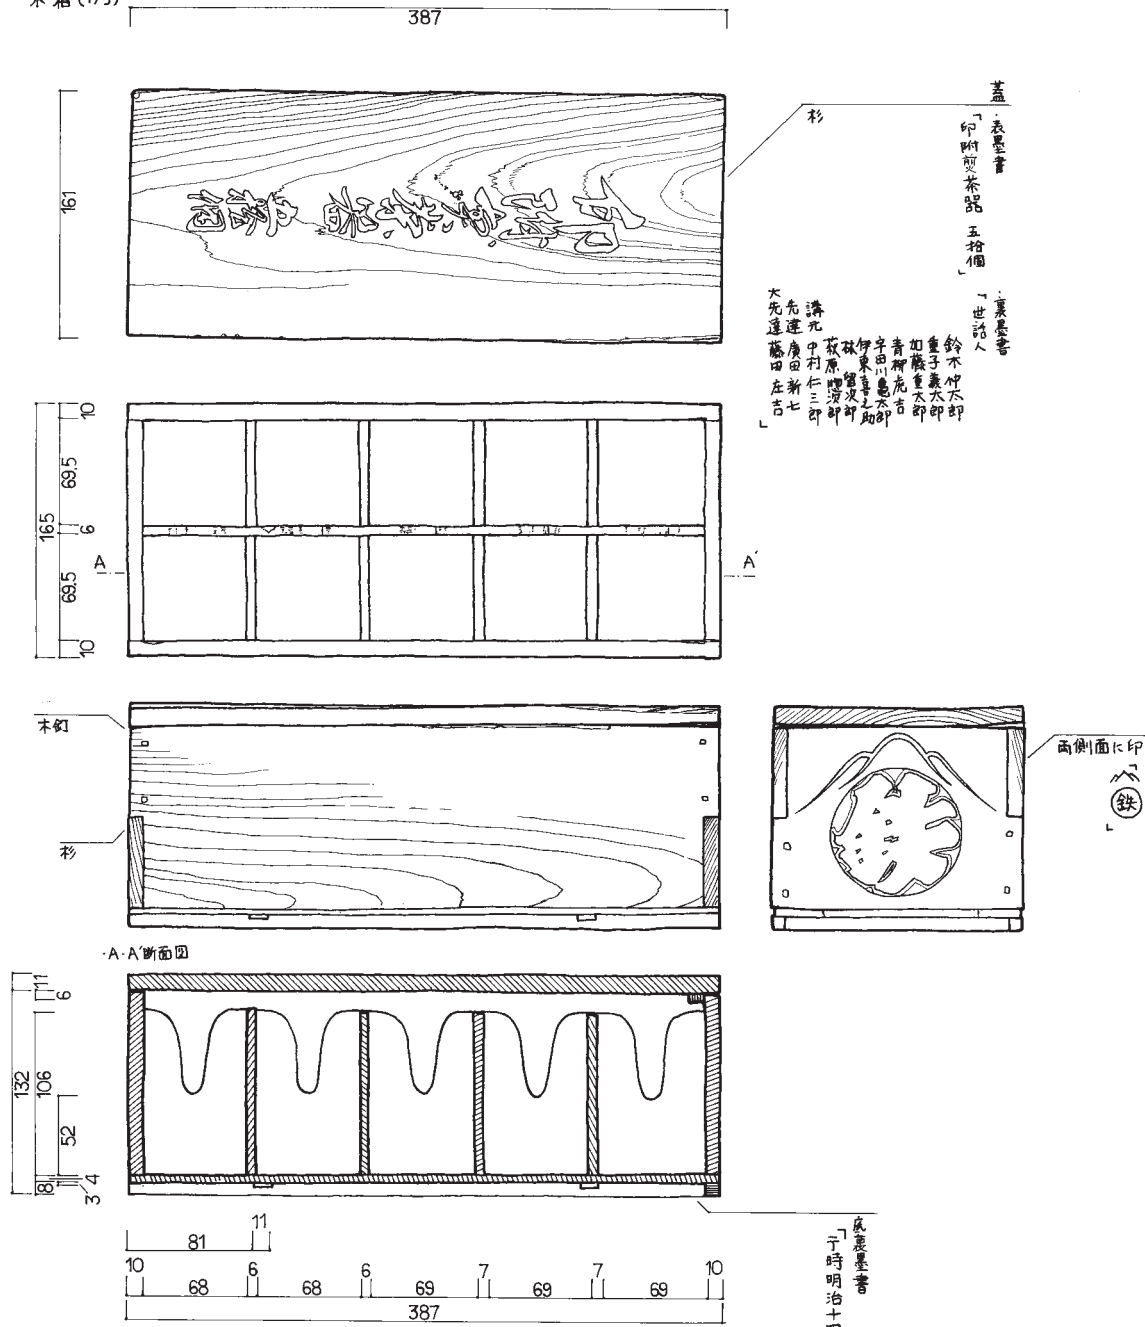 木箱(1/3)
387
161
杉
蓋
・表墨書
「印附煎茶器 五拾個」
・裏墨書
「世話人
鈴木仲太郎
重子義太郎
加藤重太郎
青柳虎吉
宇田川亀太郎
伊東喜之助
林 留次郎
萩原
講元 中村仁三郎
先達 廣田新七
大先達 藤田庄吉」
10
69.5
6
69.5
10
165
A
A'
木釘
杉
両側面に印
「
鉄
」
・A-A'断面図
11
6
132
106
52
8
3
4
11
81
10
6
6
7
7
10
68
68
69
69
69
387
底裏墨書
「于時明治十四